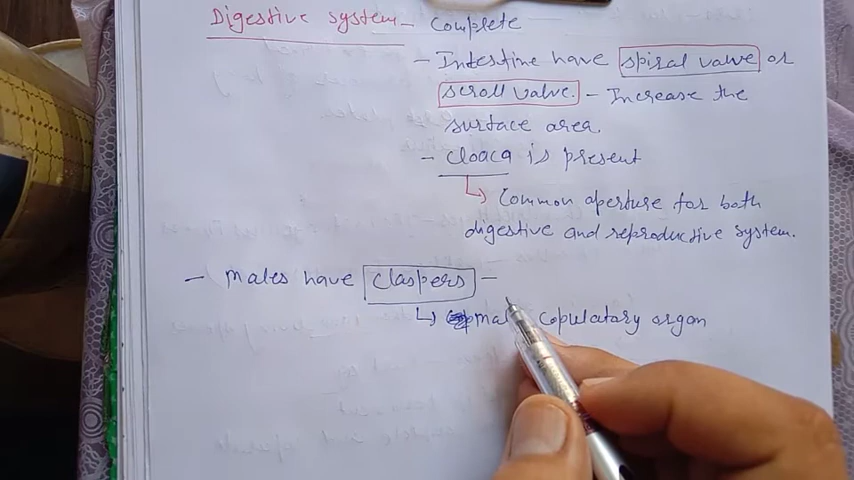 Digestive system - Complete
- Intestine have spiral valve or
scroll valve. - Increase the
surface area.
- cloaca is present
↳ Common aperture for both
digestive and reproductive system.
- Males have Claspers -
↳ copulatory organ